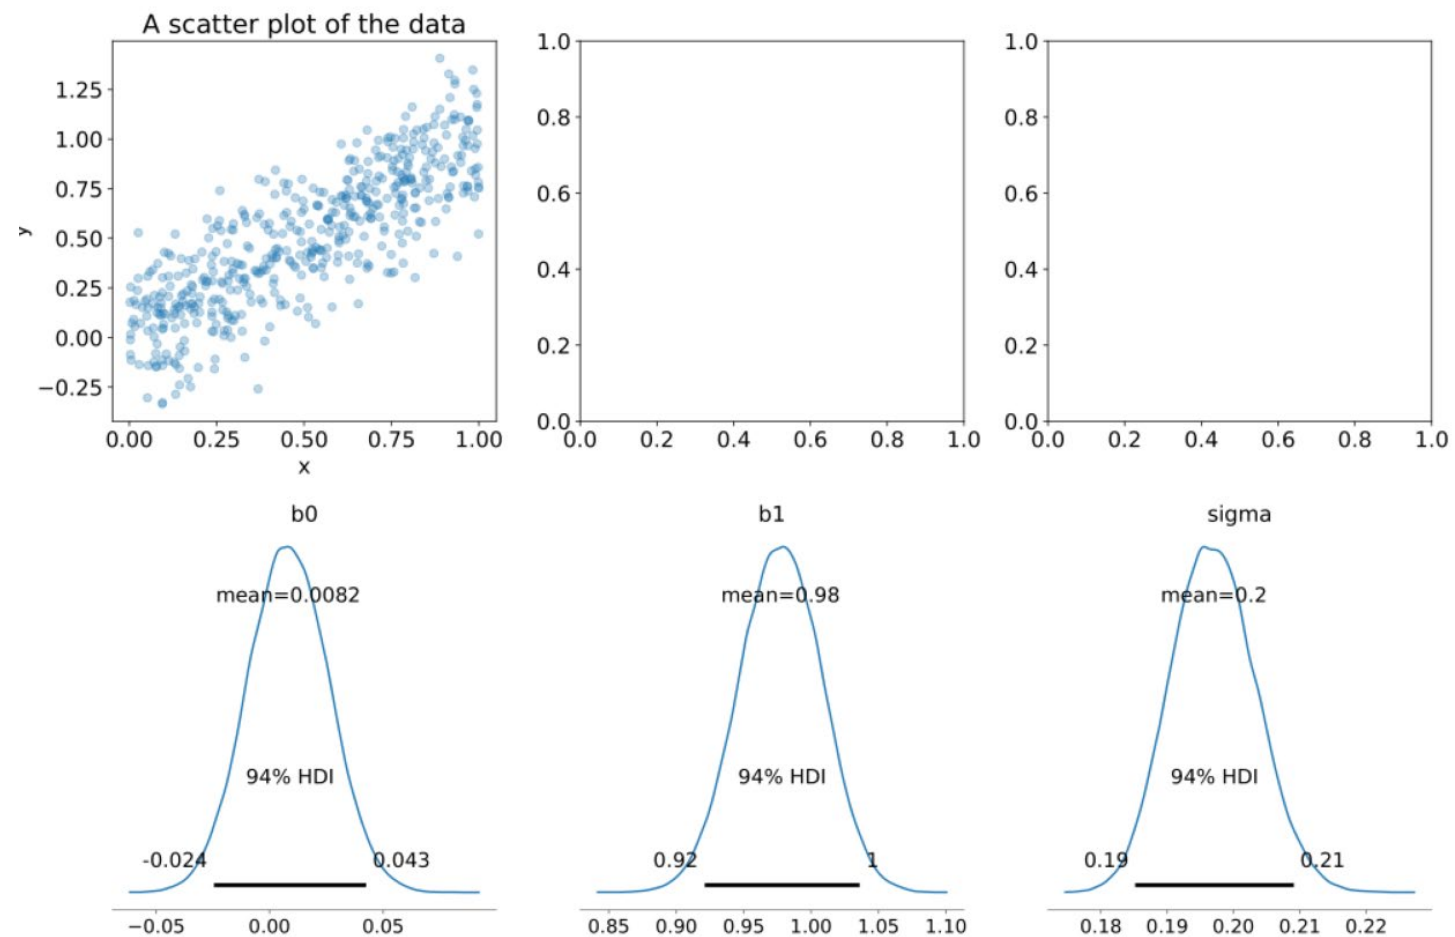 A scatter plot of the data
1.25
1.00
0.75
0.50
0.25
0.00
−0.25
y
0.00 0.25 0.50 0.75 1.00
x
1.0
0.8
0.6
0.4
0.2
0.0
0.0 0.2 0.4 0.6 0.8 1.0
1.0
0.8
0.6
0.4
0.2
0.0
0.0 0.2 0.4 0.6 0.8 1.0
b0
mean=0.0082
94% HDI
-0.024 0.043
−0.05 0.00 0.05
b1
mean=0.98
94% HDI
0.92 1
0.85 0.90 0.95 1.00 1.05 1.10
sigma
mean=0.2
94% HDI
0.19 0.21
0.18 0.19 0.20 0.21 0.22